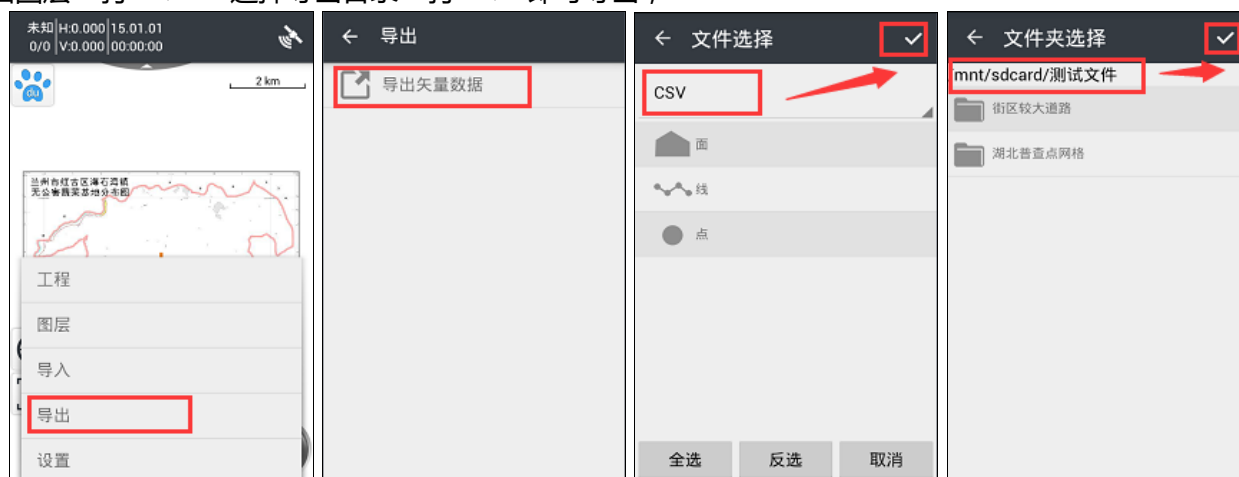 未知 H:0.000 15.01.01
0/0 V:0.000 00:00:00
du
2 km
兰州市红古区海石湾镇
无公害蔬菜基地分布图
工程
图层
导入
导出
设置
导出
导出矢量数据
文件选择
CSV
面
线
点
全选
反选
取消
文件夹选择
mnt/sdcard/测试文件
街区较大道路
湖北普查点网格